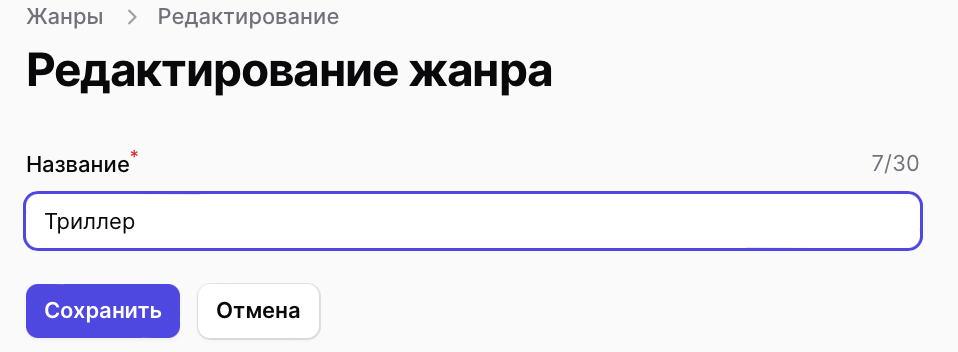 Жанры > Редактирование
Редактирование жанра
Название* 7/30
Триллер
Сохранить Отмена